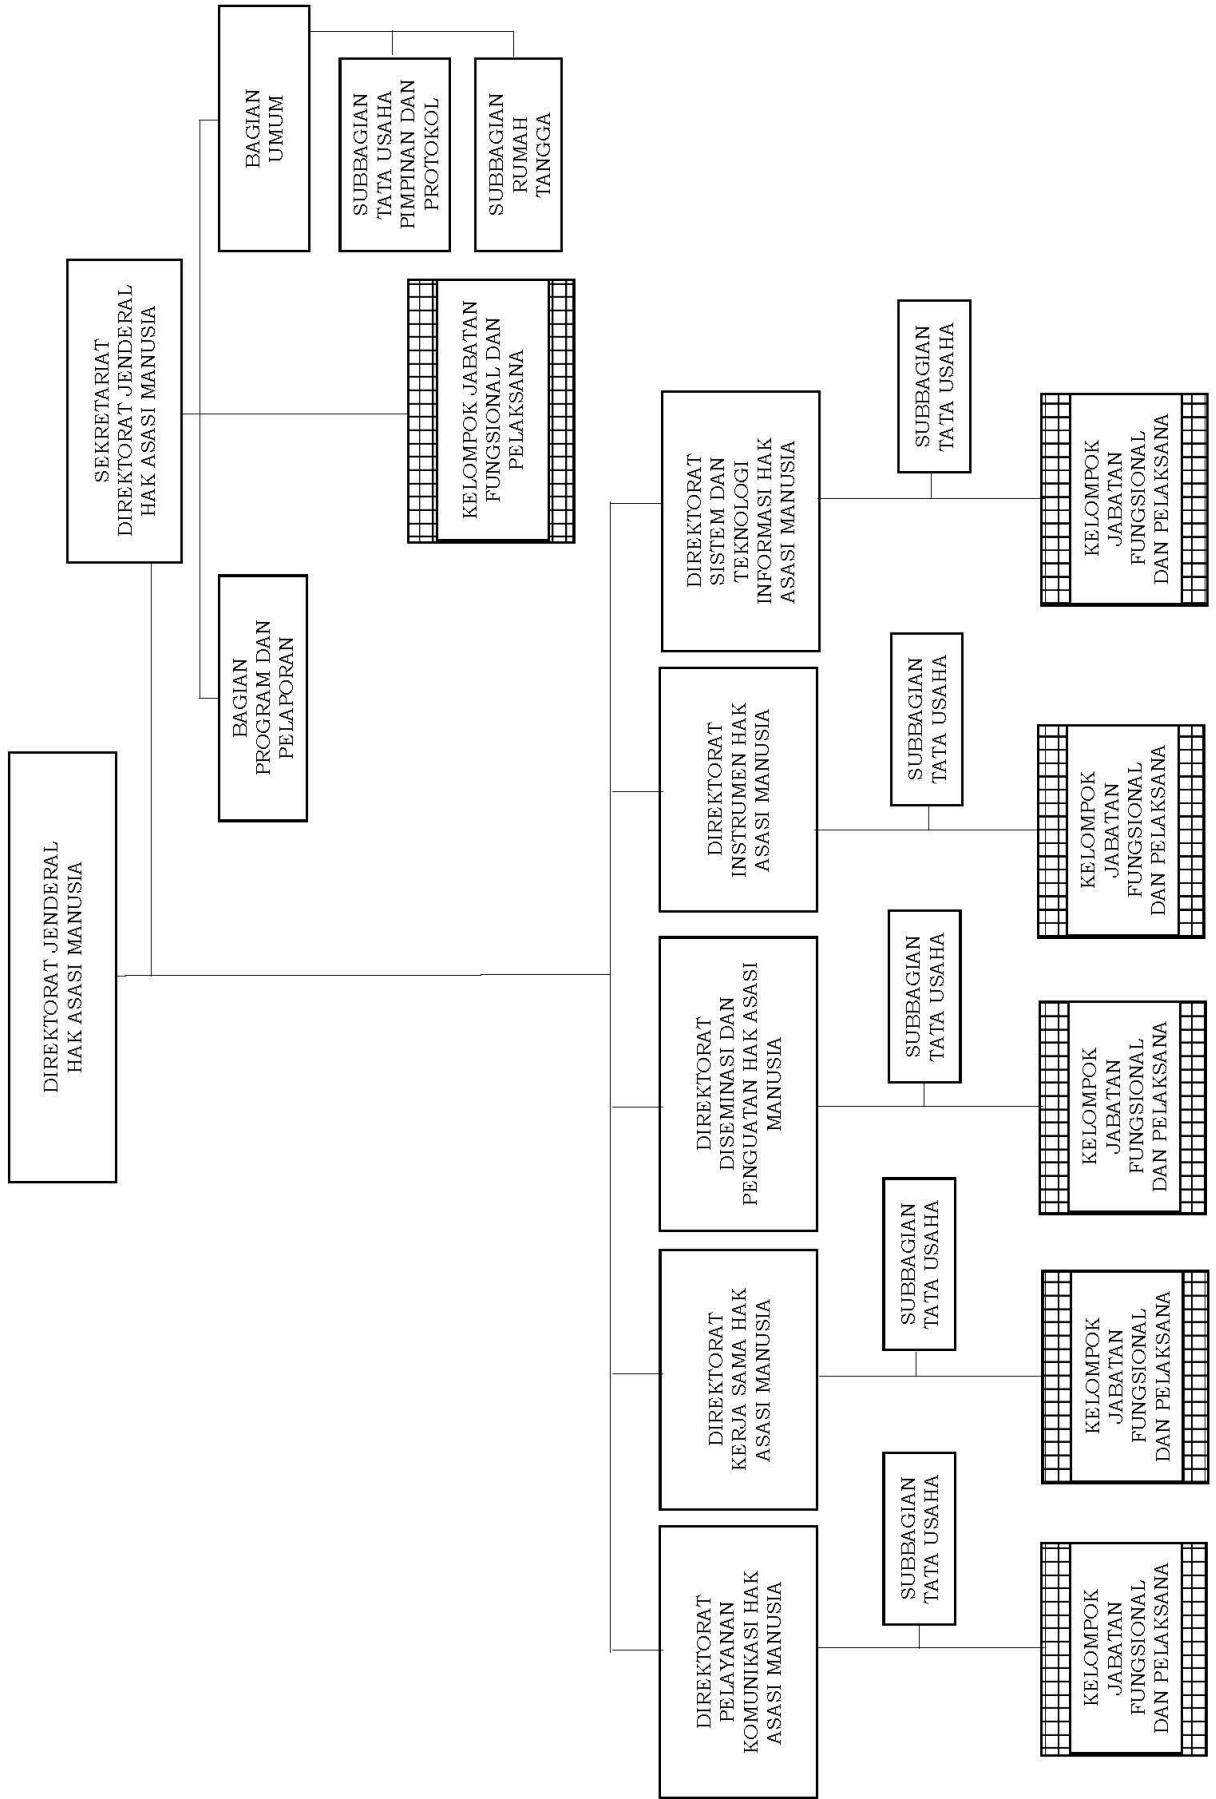 DIREKTORAT JENDERAL
HAK ASASI MANUSIA
SEKRETARIAT
DIREKTORAT JENDERAL
HAK ASASI MANUSIA
BAGIAN
PROGRAM DAN
PELAPORAN
BAGIAN
UMUM
SUBBAGIAN
TATA USAHA
PIMPINAN DAN
PROTOKOL
SUBBAGIAN
RUMAH
TANGGA
KELOMPOK JABATAN
FUNGSIONAL DAN
PELAKSANA
DIREKTORAT
PELAYANAN
KOMUNIKASI HAK
ASASI MANUSIA
DIREKTORAT
KERJA SAMA HAK
ASASI MANUSIA
DIREKTORAT
DISEMINASI DAN
PENGUATAN HAK ASASI
MANUSIA
DIREKTORAT
INSTRUMEN HAK
ASASI MANUSIA
DIREKTORAT
SISTEM DAN
TEKNOLOGI
INFORMASI HAK
ASASI MANUSIA
SUBBAGIAN
TATA USAHA
SUBBAGIAN
TATA USAHA
SUBBAGIAN
TATA USAHA
SUBBAGIAN
TATA USAHA
SUBBAGIAN
TATA USAHA
KELOMPOK
JABATAN
FUNGSIONAL
DAN PELAKSANA
KELOMPOK
JABATAN
FUNGSIONAL
DAN PELAKSANA
KELOMPOK
JABATAN
FUNGSIONAL
DAN PELAKSANA
KELOMPOK
JABATAN
FUNGSIONAL
DAN PELAKSANA
KELOMPOK
JABATAN
FUNGSIONAL
DAN PELAKSANA